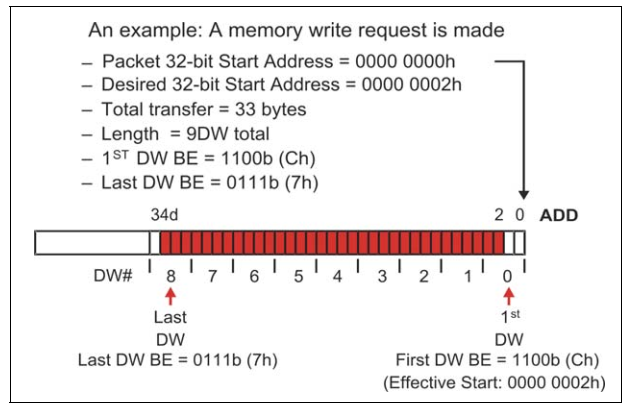 An example: A memory write request is made
– Packet 32-bit Start Address = 0000 0000h
– Desired 32-bit Start Address = 0000 0002h
– Total transfer = 33 bytes
– Length = 9DW total
– 1ST DW BE = 1100b (Ch)
– Last DW BE = 0111b (7h)
34d 2 0 ADD
DW# 8 7 6 5 4 3 2 1 0
Last 1st
DW DW
Last DW BE = 0111b (7h) First DW BE = 1100b (Ch)
(Effective Start: 0000 0002h)